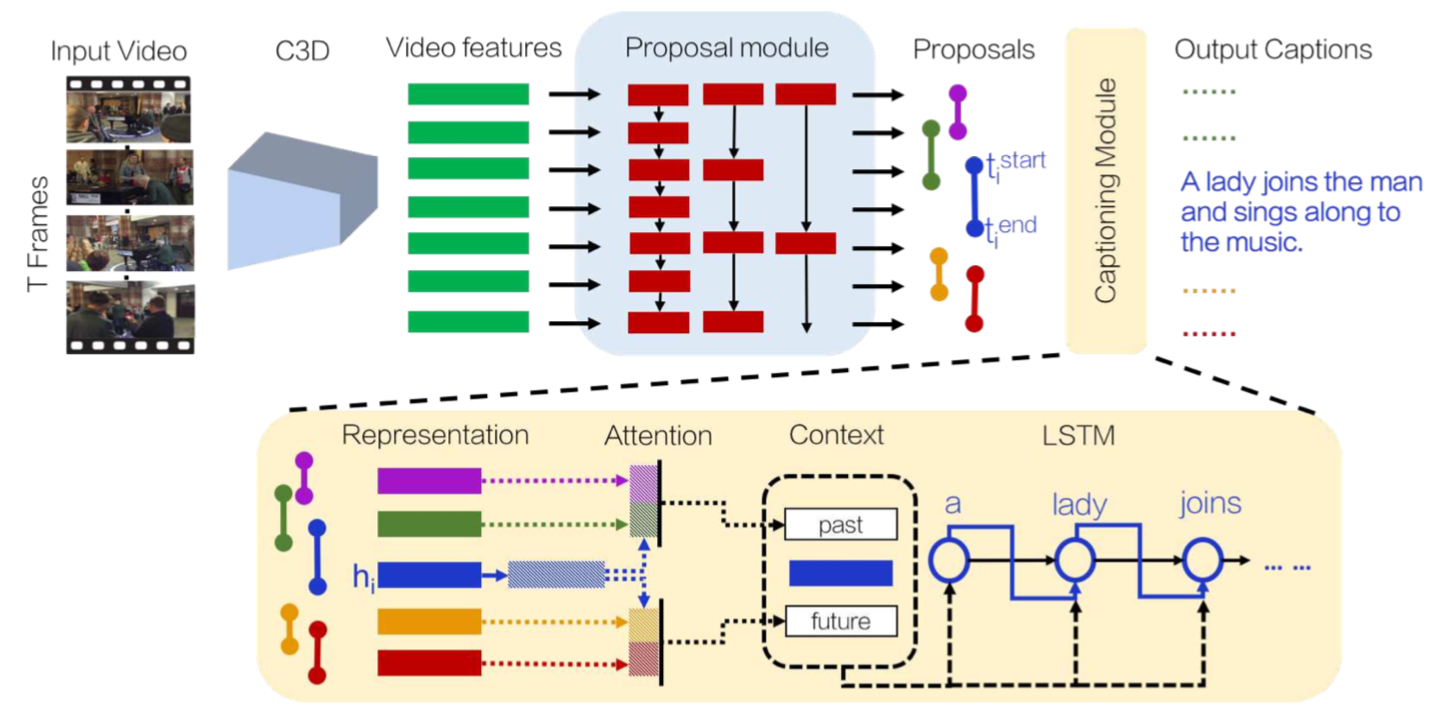 Input Video
C3D
Video features
Proposal module
Proposals
Output Captions
T Frames
t_i^start
t_i^end
Captioning Module
......
......
A lady joins the man
and sings along to
the music.
......
......
Representation
Attention
Context
LSTM
h_i
past
future
a
lady
joins
... ...